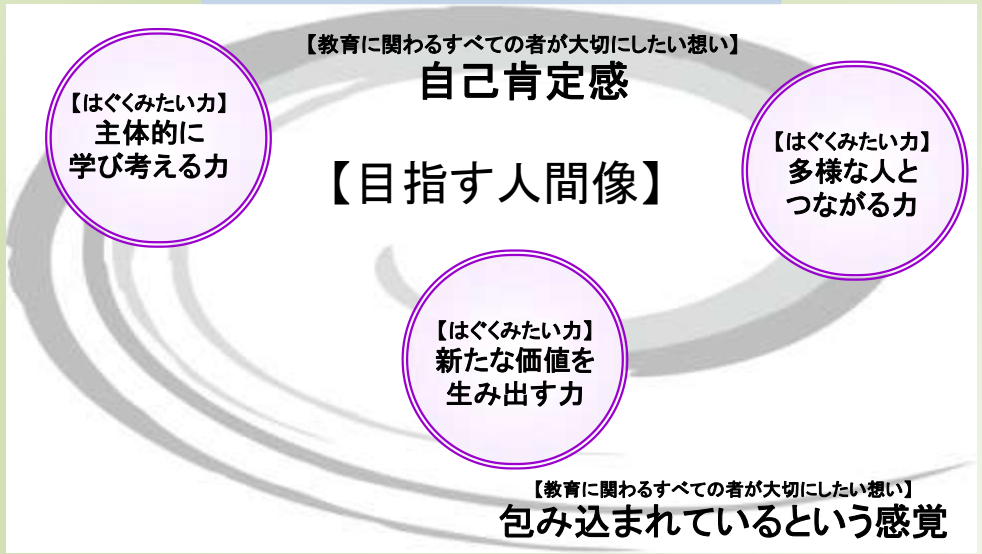 【教育に関わるすべての者が大切にしたい想い】
自己肯定感
【はぐくみたい力】
主体的に
学び考える力
【目指す人間像】
【はぐくみたい力】
多様な人と
つながる力
【はぐくみたい力】
新たな価値を
生み出す力
【教育に関わるすべての者が大切にしたい想い】
包み込まれているという感覚